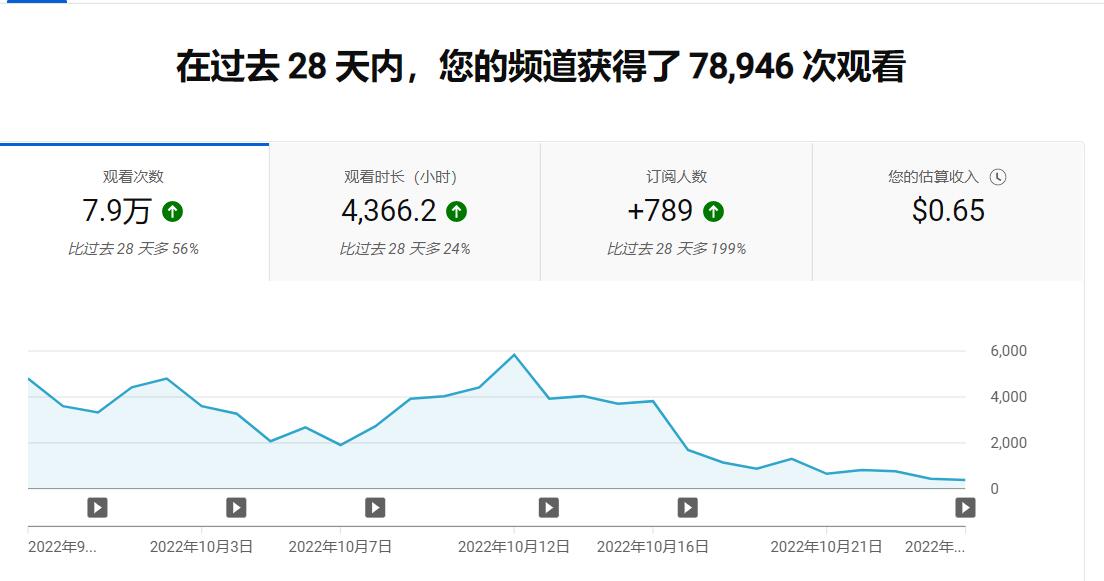 在过去 28 天内，您的频道获得了 78,946 次观看
观看次数
7.9万
比过去 28 天多 56%
观看时长（小时）
4,366.2
比过去 28 天多 24%
订阅人数
+789
比过去 28 天多 199%
您的估算收入
$0.65
6,000
4,000
2,000
0
2022年9... 2022年10月3日 2022年10月7日 2022年10月12日 2022年10月16日 2022年10月21日 2022年...